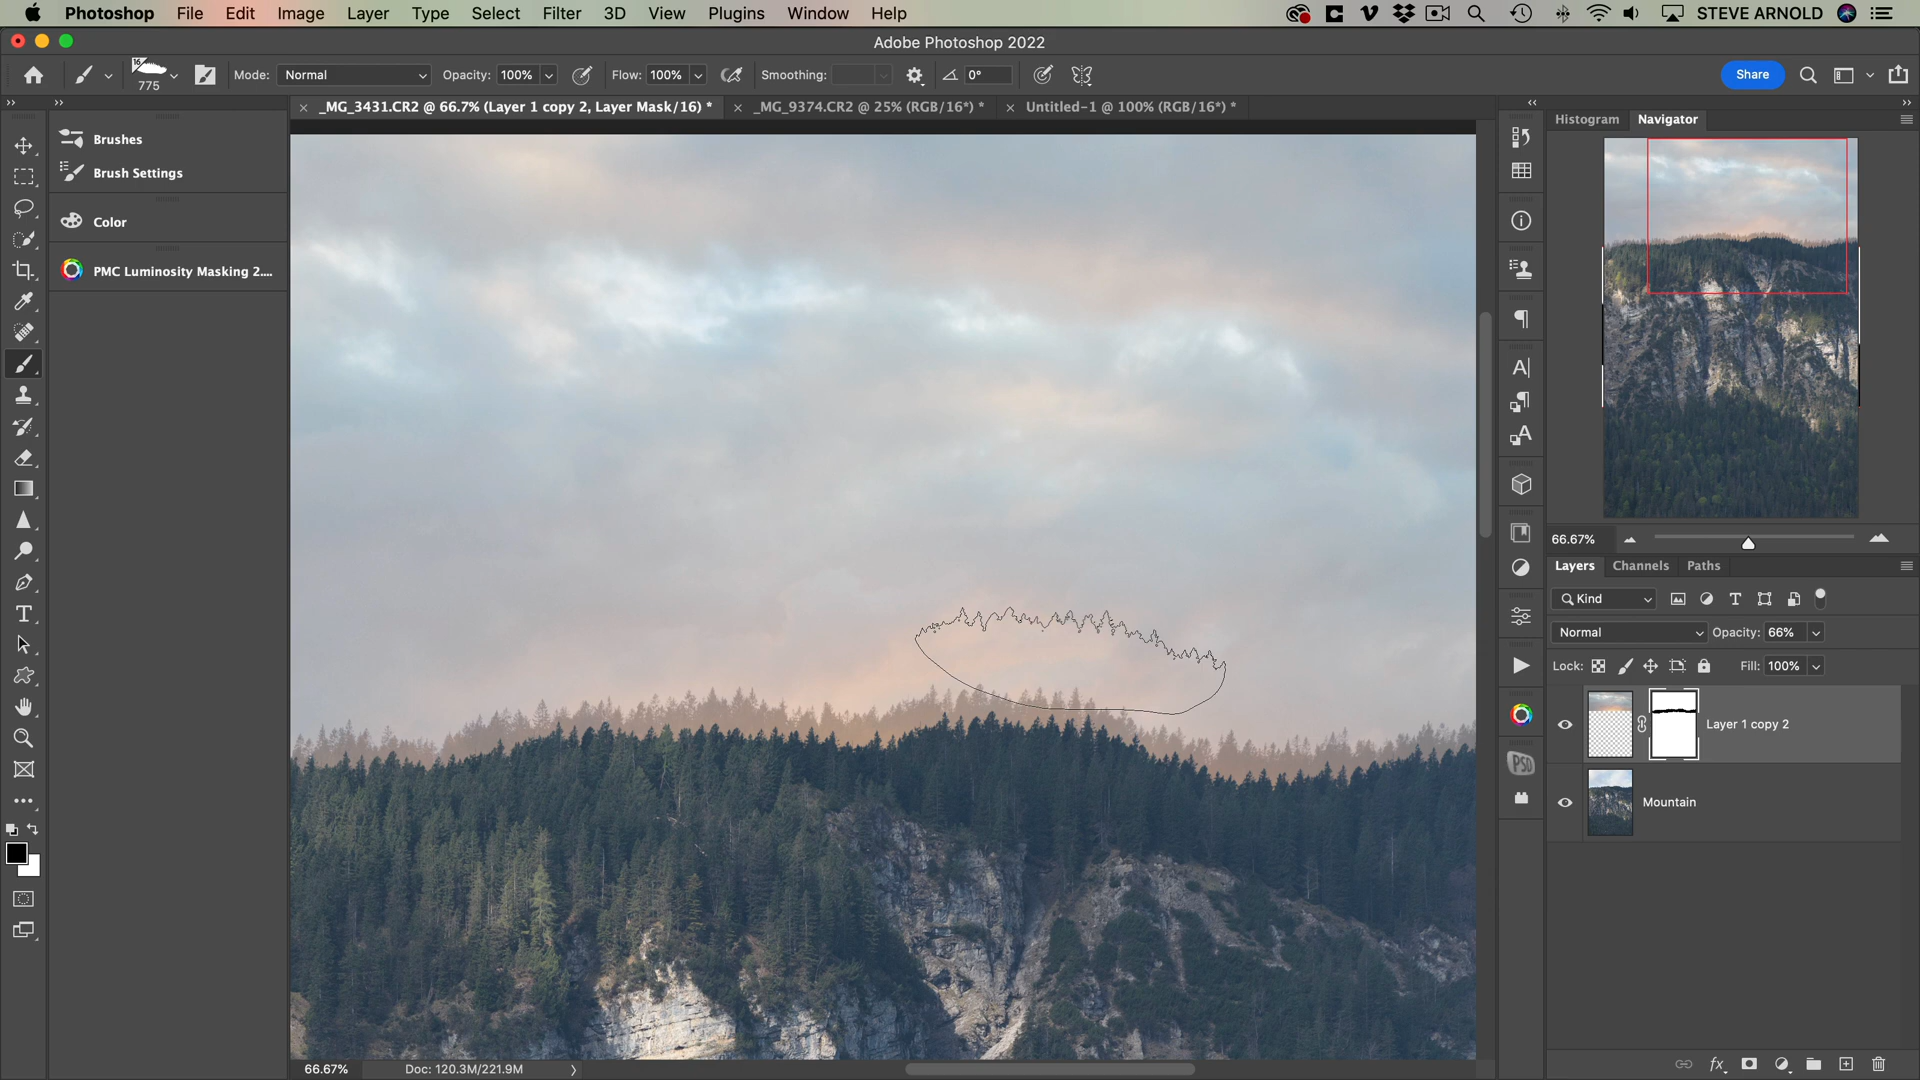 Photoshop File Edit Image Layer Type Select Filter 3D View Plugins Window Help STEVE ARNOLD
Adobe Photoshop 2022
16
775
Mode: Normal Opacity: 100% Flow: 100% Smoothing: 0° Share
_MG_3431.CR2 @ 66.7% (Layer 1 copy 2, Layer Mask/16) * _MG_9374.CR2 @ 25% (RGB/16*) * Untitled-1 @ 100% (RGB/16*) *
Histogram Navigator
Brushes
Brush Settings
Color
PMC Luminosity Masking 2....
66.67%
Layers Channels Paths
Kind
Normal Opacity: 66%
Lock: Fill: 100%
Layer 1 copy 2
PSD
Mountain
66.67% Doc: 120.3M/221.9M